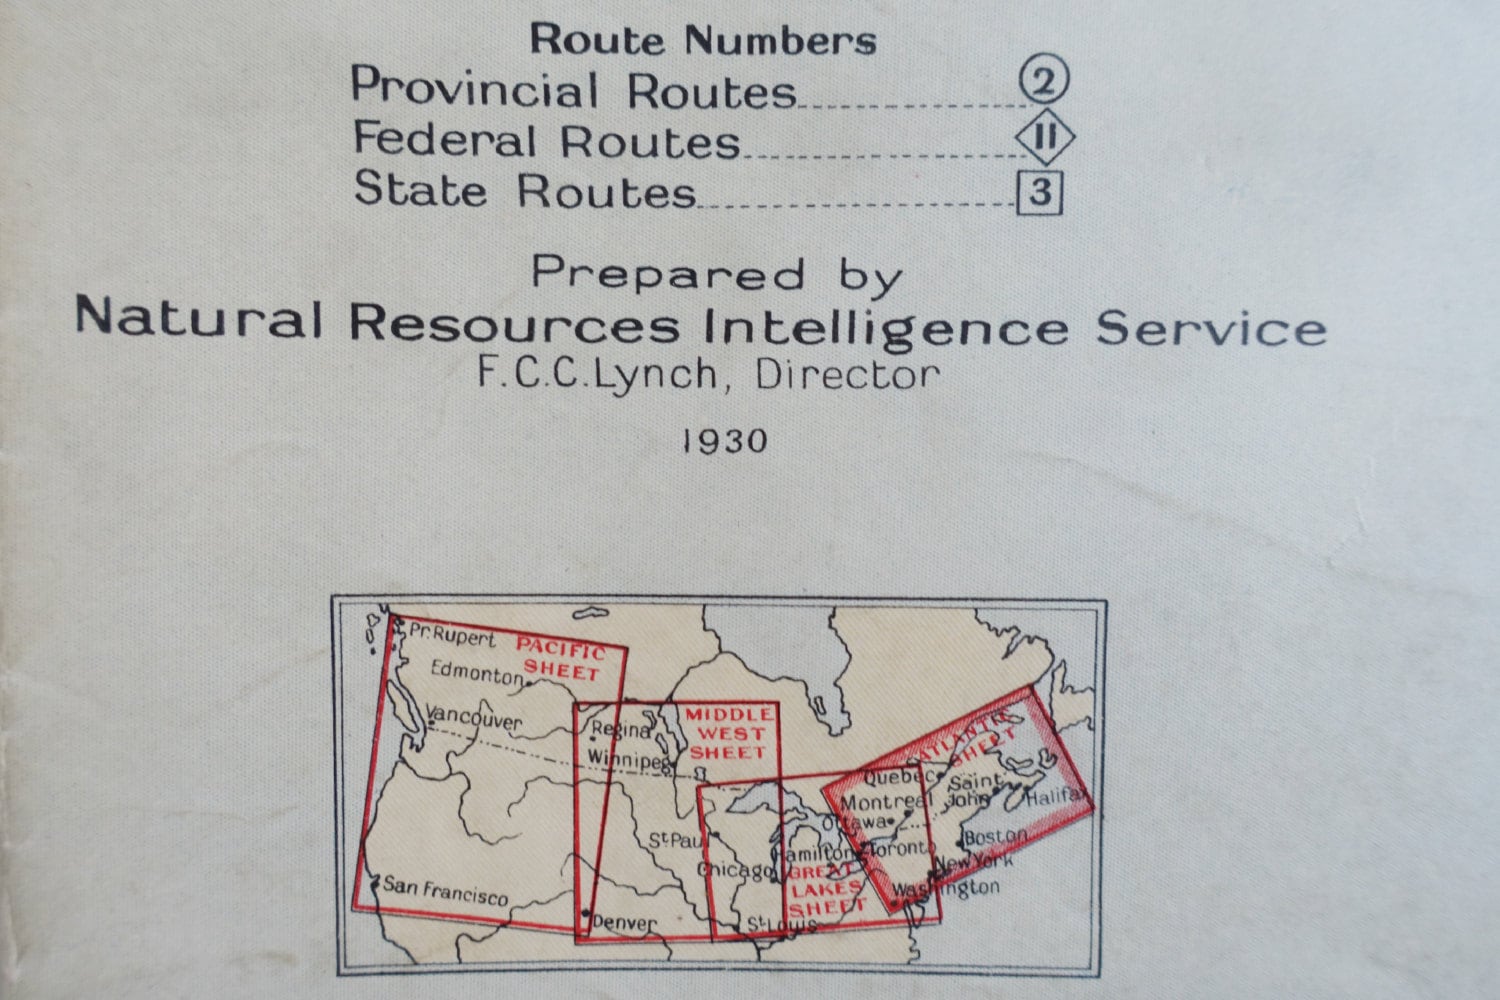 Route Numbers
Provincial Routes 2
Federal Routes 11
State Routes 3
Prepared by
Natural Resources Intelligence Service
F.C.C.Lynch, Director
1930
Pr. Rupert
PACIFIC
SHEET
Edmonton
Vancouver
Regina
Winnipeg
MIDDLE
WEST
SHEET
ATLANTIC
SHEET
Quebec
Saint
John
Halifax
Montreal
Ottawa
St Paul
Hamilton
Toronto
Boston
New York
Chicago
GREAT
LAKES
SHEET
Washington
San Francisco
Denver
St Louis